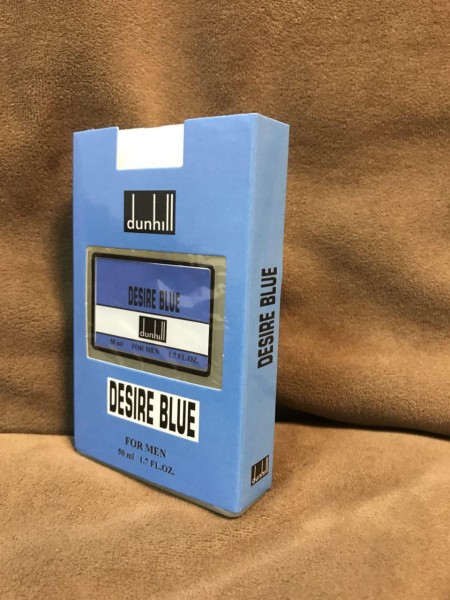 dunhill
DESIRE BLUE
dunhill
50 ml FOR MEN 1.7 FL.OZ.
DESIRE BLUE
FOR MEN
50 ml 1.7 FL.OZ.
DESIRE BLUE
dunhill